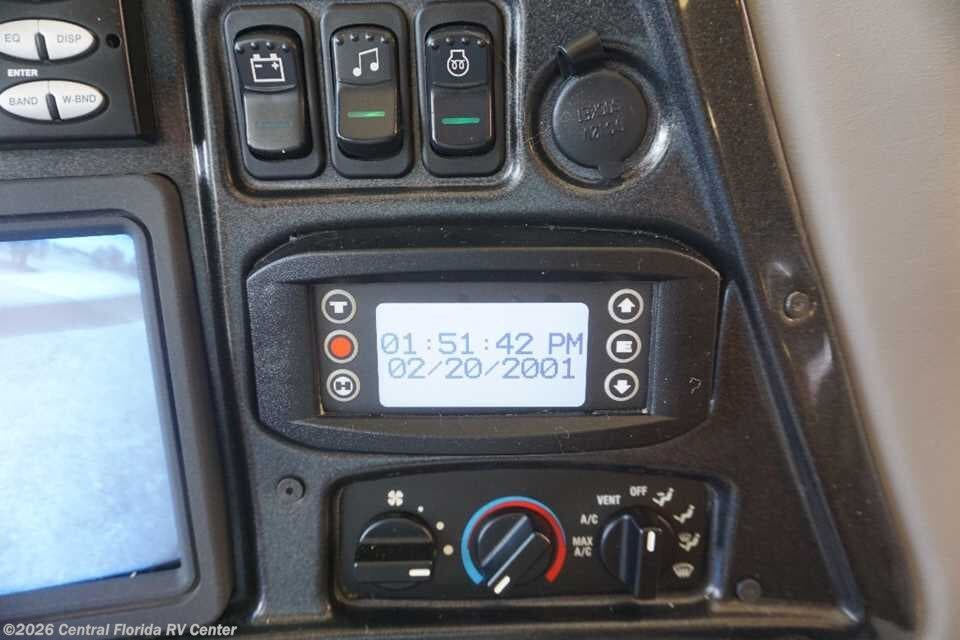 EQ DISP
ENTER
BAND W-BND
01:51:42 PM
02/20/2001
OFF
VENT
A/C
MAX
A/C
©2026 Central Florida RV Center